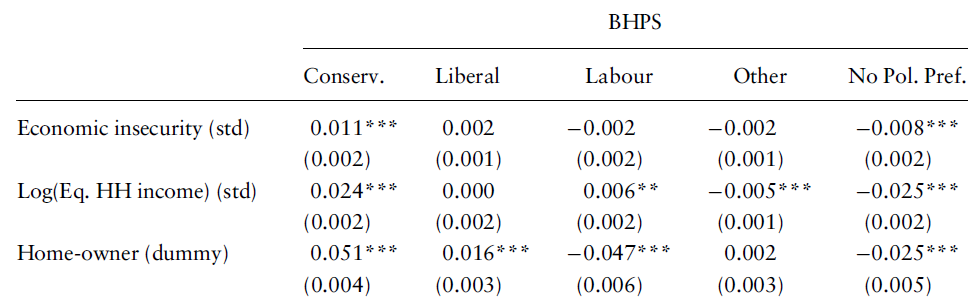 BHPS
Conserv. Liberal Labour Other No Pol. Pref.
Economic insecurity (std) 0.011*** 0.002 −0.002 −0.002 −0.008***
(0.002) (0.001) (0.002) (0.001) (0.002)
Log(Eq. HH income) (std) 0.024*** 0.000 0.006** −0.005*** −0.025***
(0.002) (0.002) (0.002) (0.001) (0.002)
Home-owner (dummy) 0.051*** 0.016*** −0.047*** 0.002 −0.025***
(0.004) (0.003) (0.006) (0.003) (0.005)